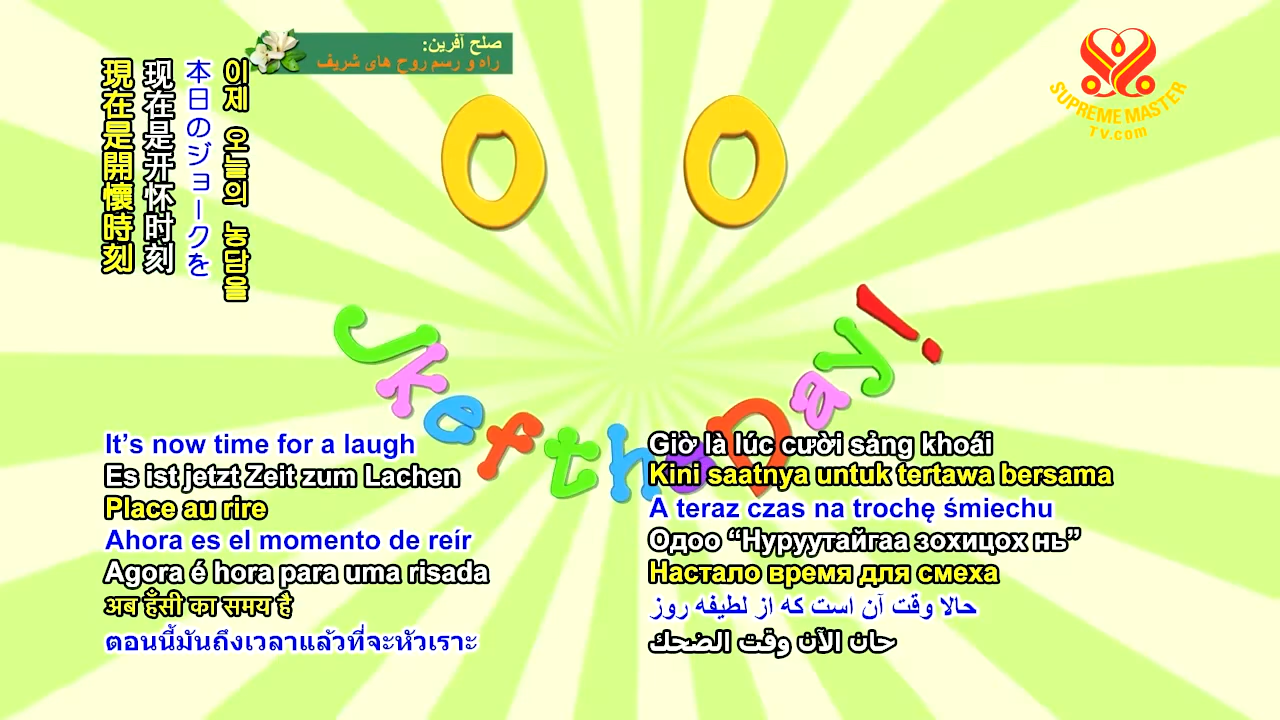 صلح آفرین:
راه و رسم روح های شریف
SUPREME MASTER
Tv.com
이제 오늘의 농담을
本日のジョークを
现在是开怀时刻
現在是開懷時刻
O O
Jkefthe Day!
It’s now time for a laugh
Es ist jetzt Zeit zum Lachen
Place au rire
Ahora es el momento de reír
Agora é hora para uma risada
अब हँसी का समय है
ตอนนี้มันถึงเวลาแล้วที่จะหัวเราะ
Giờ là lúc cười sảng khoái
Kini saatnya untuk tertawa bersama
A teraz czas na trochę śmiechu
Одоо “Нуруутайгаа зохицох нь”
Настало время для смеха
حالا وقت آن است که از لطیفه روز
حان الآن وقت الضحك